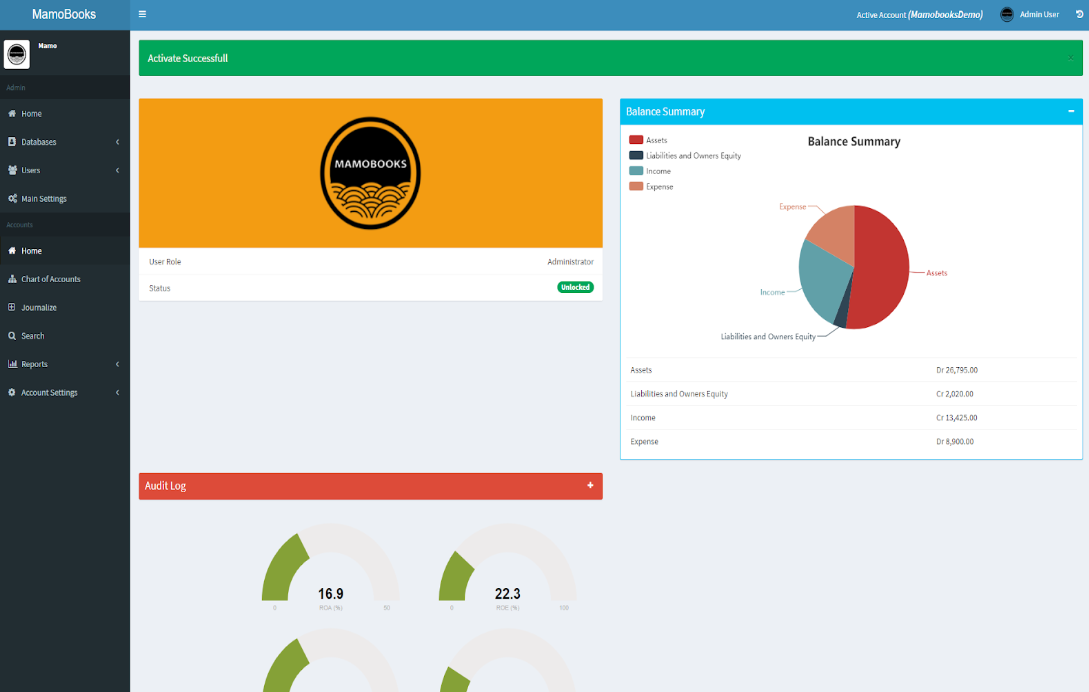 MamoBooks
Active Account (MamobooksDemo)
Admin User
Mamo
Admin
Home
Databases
Users
Main Settings
Accounts
Home
Chart of Accounts
Journalize
Search
Reports
Account Settings
Activate Successfull
×
MAMOBOOKS
User Role Administrator
Status Unlocked
Balance Summary
Balance Summary
Assets
Liabilities and Owners Equity
Income
Expense
Expense
Assets
Income
Liabilities and Owners Equity
Assets Dr 26,795.00
Liabilities and Owners Equity Cr 2,020.00
Income Cr 13,425.00
Expense Dr 8,900.00
Audit Log
16.9
0 ROA (%) 50
22.3
0 ROE (%) 100